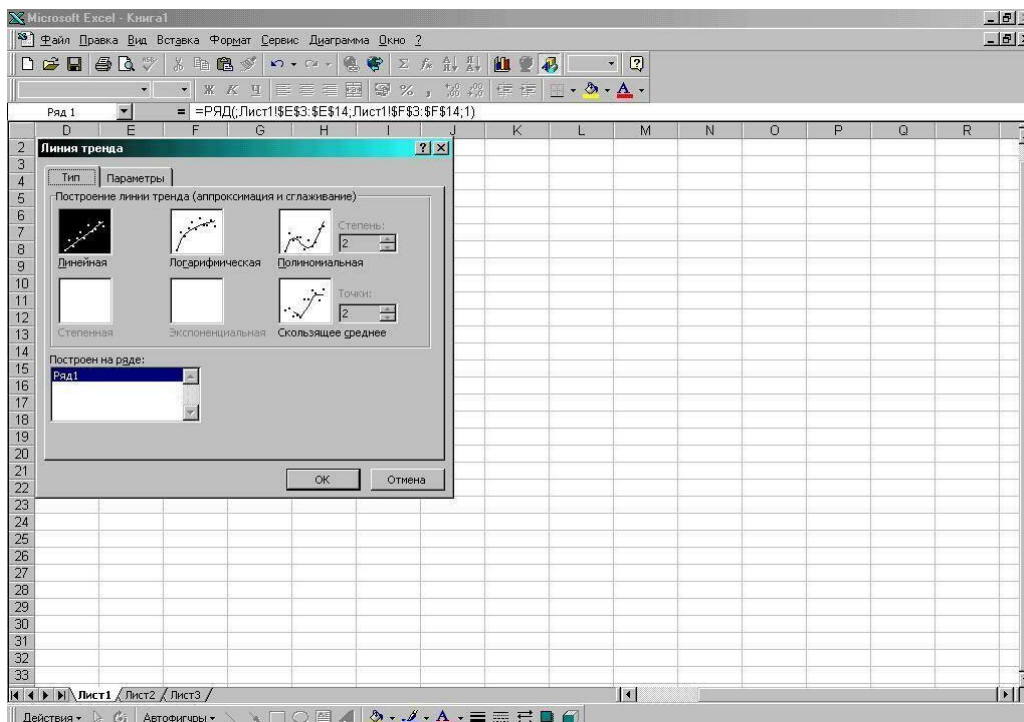 Microsoft Excel - Книга1
Файл Правка Вид Вставка Формат Сервис Диаграмма Окно ?
Ж К Ч % ,
Ряд 1 = =РЯД(;Лист1!$E$3:$E$14;Лист1!$F$3:$F$14;1)
D E F G H I J K L M N O P Q R
2
Линия тренда
3
4
Тип Параметры
5
Построение линии тренда (аппроксимация и сглаживание)
6
7
Степень:
8
2
9
Линейная Логарифмическая Полиномиальная
10
11
Точки:
12
2
13
Степенная Экспоненциальная Скользящее среднее
14
Построен на ряде:
15
Ряд1
16
17
18
19
20
21
OK Отмена
22
23
24
25
26
27
28
29
30
31
32
33
Лист1 Лист2 Лист3
Действия Автофигуры